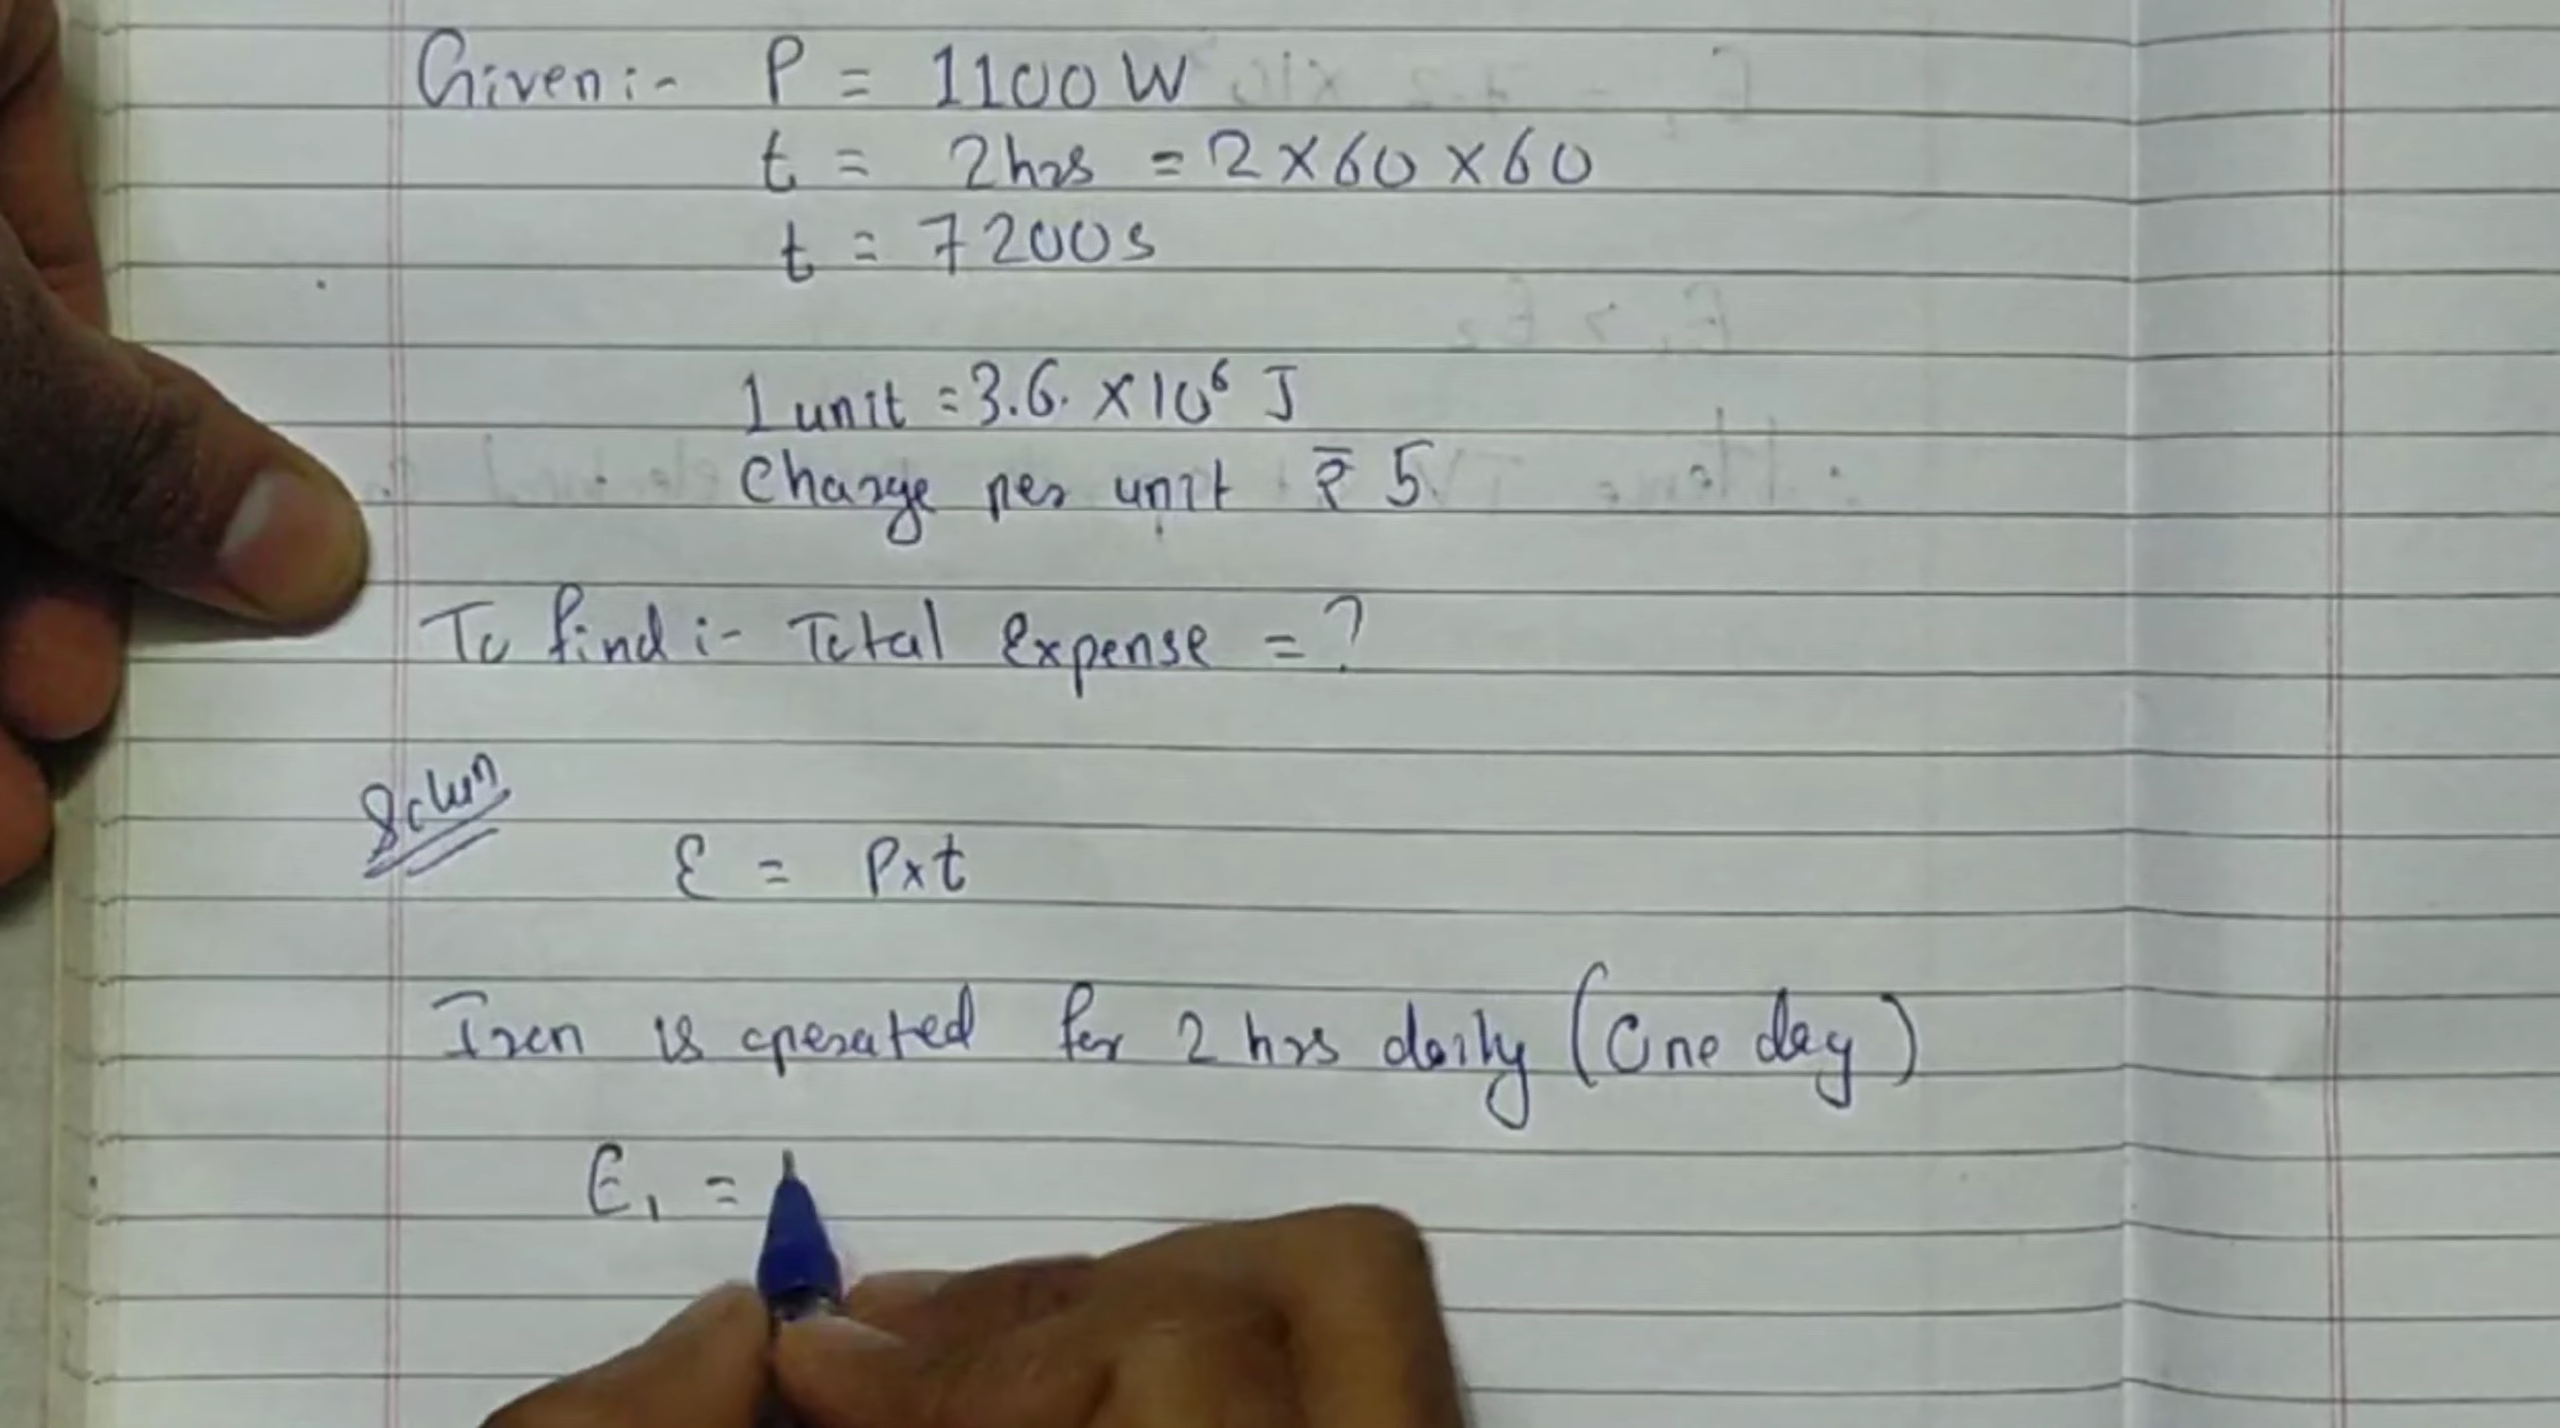 Given :- P = 1100 W
t = 2hrs = 2 × 60 × 60
t = 7200s
1 unit = 3.6. × 10⁶ J
Charge per unit ₹ 5
To find :- Total Expense = ?
Solun
E = P × t
Iron is operated for 2 hrs daily (One day)
E₁ =